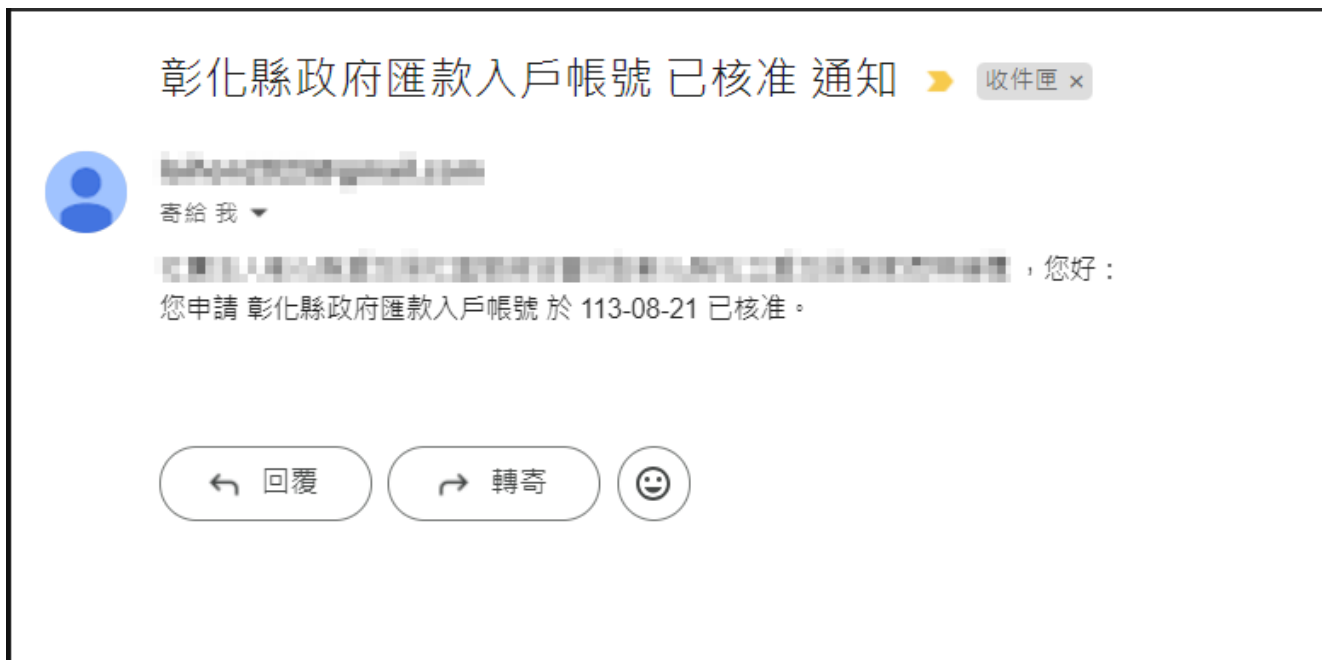 彰化縣政府匯款入戶帳號 已核准 通知
收件匣 ×
寄給 我
，您好：
您申請 彰化縣政府匯款入戶帳號 於 113-08-21 已核准。
回覆
轉寄